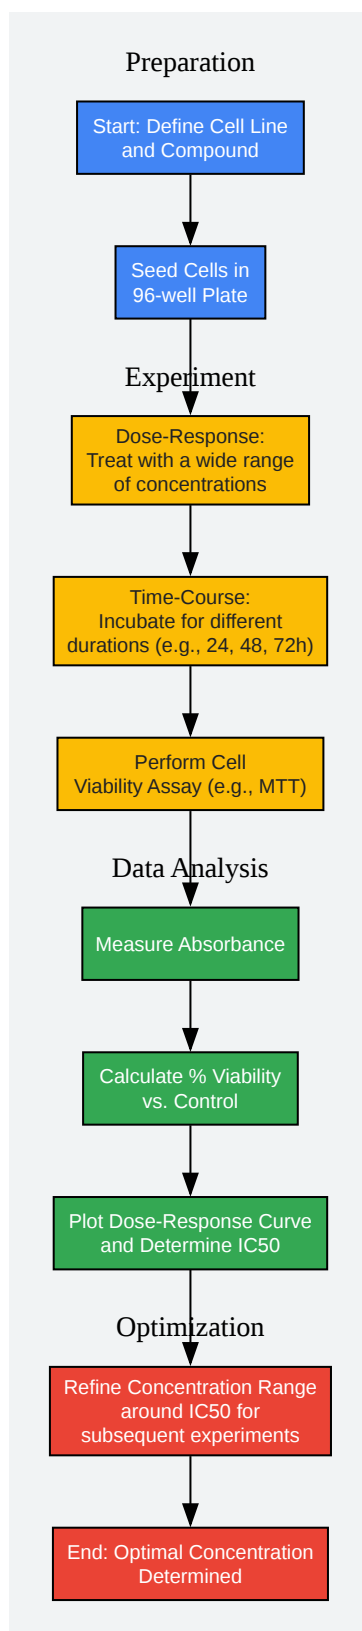 Preparation
Start: Define Cell Line
and Compound
Seed Cells in
96-well Plate
Experiment
Dose-Response:
Treat with a wide range
of concentrations
Time-Course:
Incubate for different
durations (e.g., 24, 48, 72h)
Perform Cell
Viability Assay (e.g., MTT)
Data Analysis
Measure Absorbance
Calculate % Viability
vs. Control
Plot Dose-Response Curve
and Determine IC50
Optimization
Refine Concentration Range
around IC50 for
subsequent experiments
End: Optimal Concentration
Determined